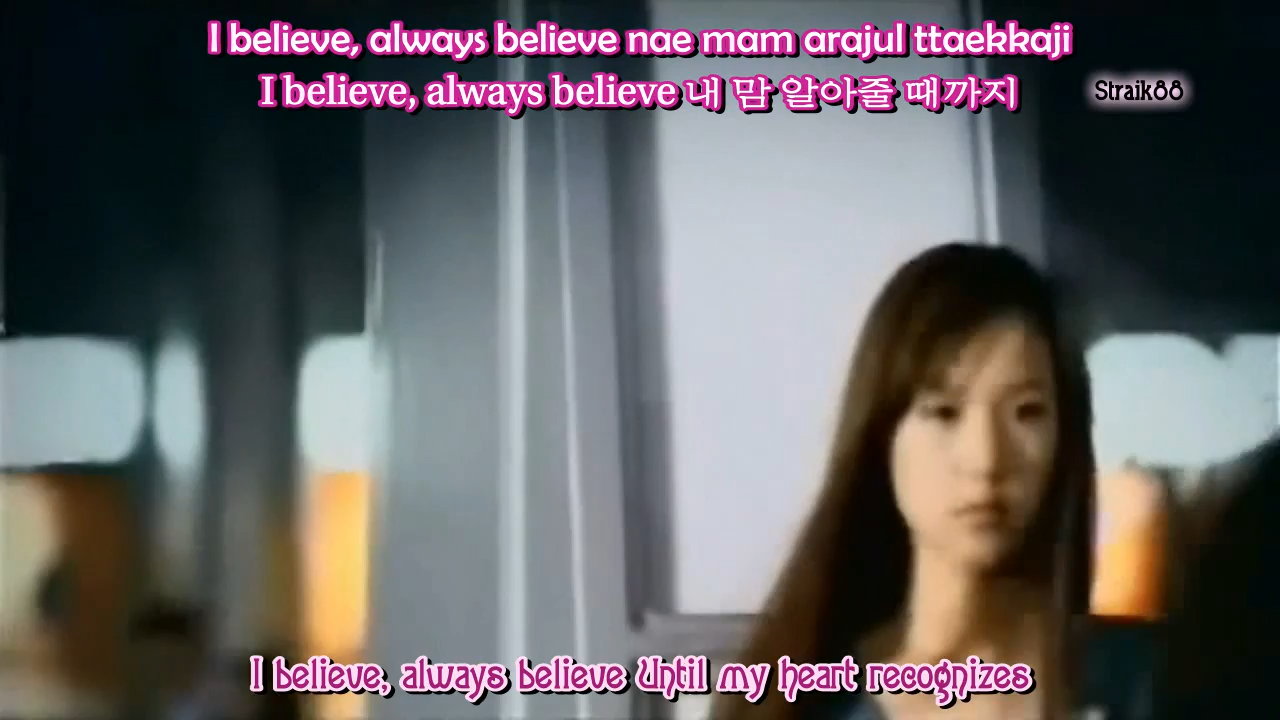 I believe, always believe nae mam arajul ttaekkaji
I believe, always believe 내 맘 알아줄 때까지
Straik88
I believe, always believe Until my heart recognizes